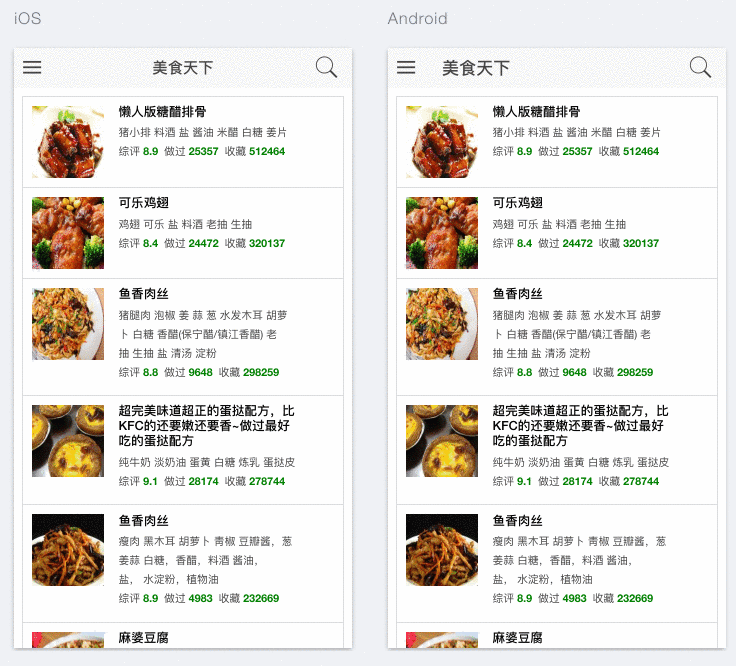 iOS
美食天下
懒人版糖醋排骨
猪小排 料酒 盐 酱油 米醋 白糖 姜片
综评 8.9 做过 25357 收藏 512464
可乐鸡翅
鸡翅 可乐 盐 料酒 老抽 生抽
综评 8.4 做过 24472 收藏 320137
鱼香肉丝
猪腿肉 泡椒 姜 蒜 葱 水发木耳 胡萝
卜 白糖 香醋(保宁醋/镇江香醋) 老
抽 生抽 盐 清汤 淀粉
综评 8.8 做过 9648 收藏 298259
超完美味道超正的蛋挞配方，比
KFC的还要嫩还要香~做过最好
吃的蛋挞配方
纯牛奶 淡奶油 蛋黄 白糖 炼乳 蛋挞皮
综评 9.1 做过 28174 收藏 278744
鱼香肉丝
瘦肉 黑木耳 胡萝卜 青椒 豆瓣酱，葱
姜蒜 白糖，香醋，料酒 酱油，
盐， 水淀粉，植物油
综评 8.9 做过 4983 收藏 232669
麻婆豆腐
Android
美食天下
懒人版糖醋排骨
猪小排 料酒 盐 酱油 米醋 白糖 姜片
综评 8.9 做过 25357 收藏 512464
可乐鸡翅
鸡翅 可乐 盐 料酒 老抽 生抽
综评 8.4 做过 24472 收藏 320137
鱼香肉丝
猪腿肉 泡椒 姜 蒜 葱 水发木耳 胡萝
卜 白糖 香醋(保宁醋/镇江香醋) 老
抽 生抽 盐 清汤 淀粉
综评 8.8 做过 9648 收藏 298259
超完美味道超正的蛋挞配方，比
KFC的还要嫩还要香~做过最好
吃的蛋挞配方
纯牛奶 淡奶油 蛋黄 白糖 炼乳 蛋挞皮
综评 9.1 做过 28174 收藏 278744
鱼香肉丝
瘦肉 黑木耳 胡萝卜 青椒 豆瓣酱，葱
姜蒜 白糖，香醋，料酒 酱油，
盐， 水淀粉，植物油
综评 8.9 做过 4983 收藏 232669
麻婆豆腐